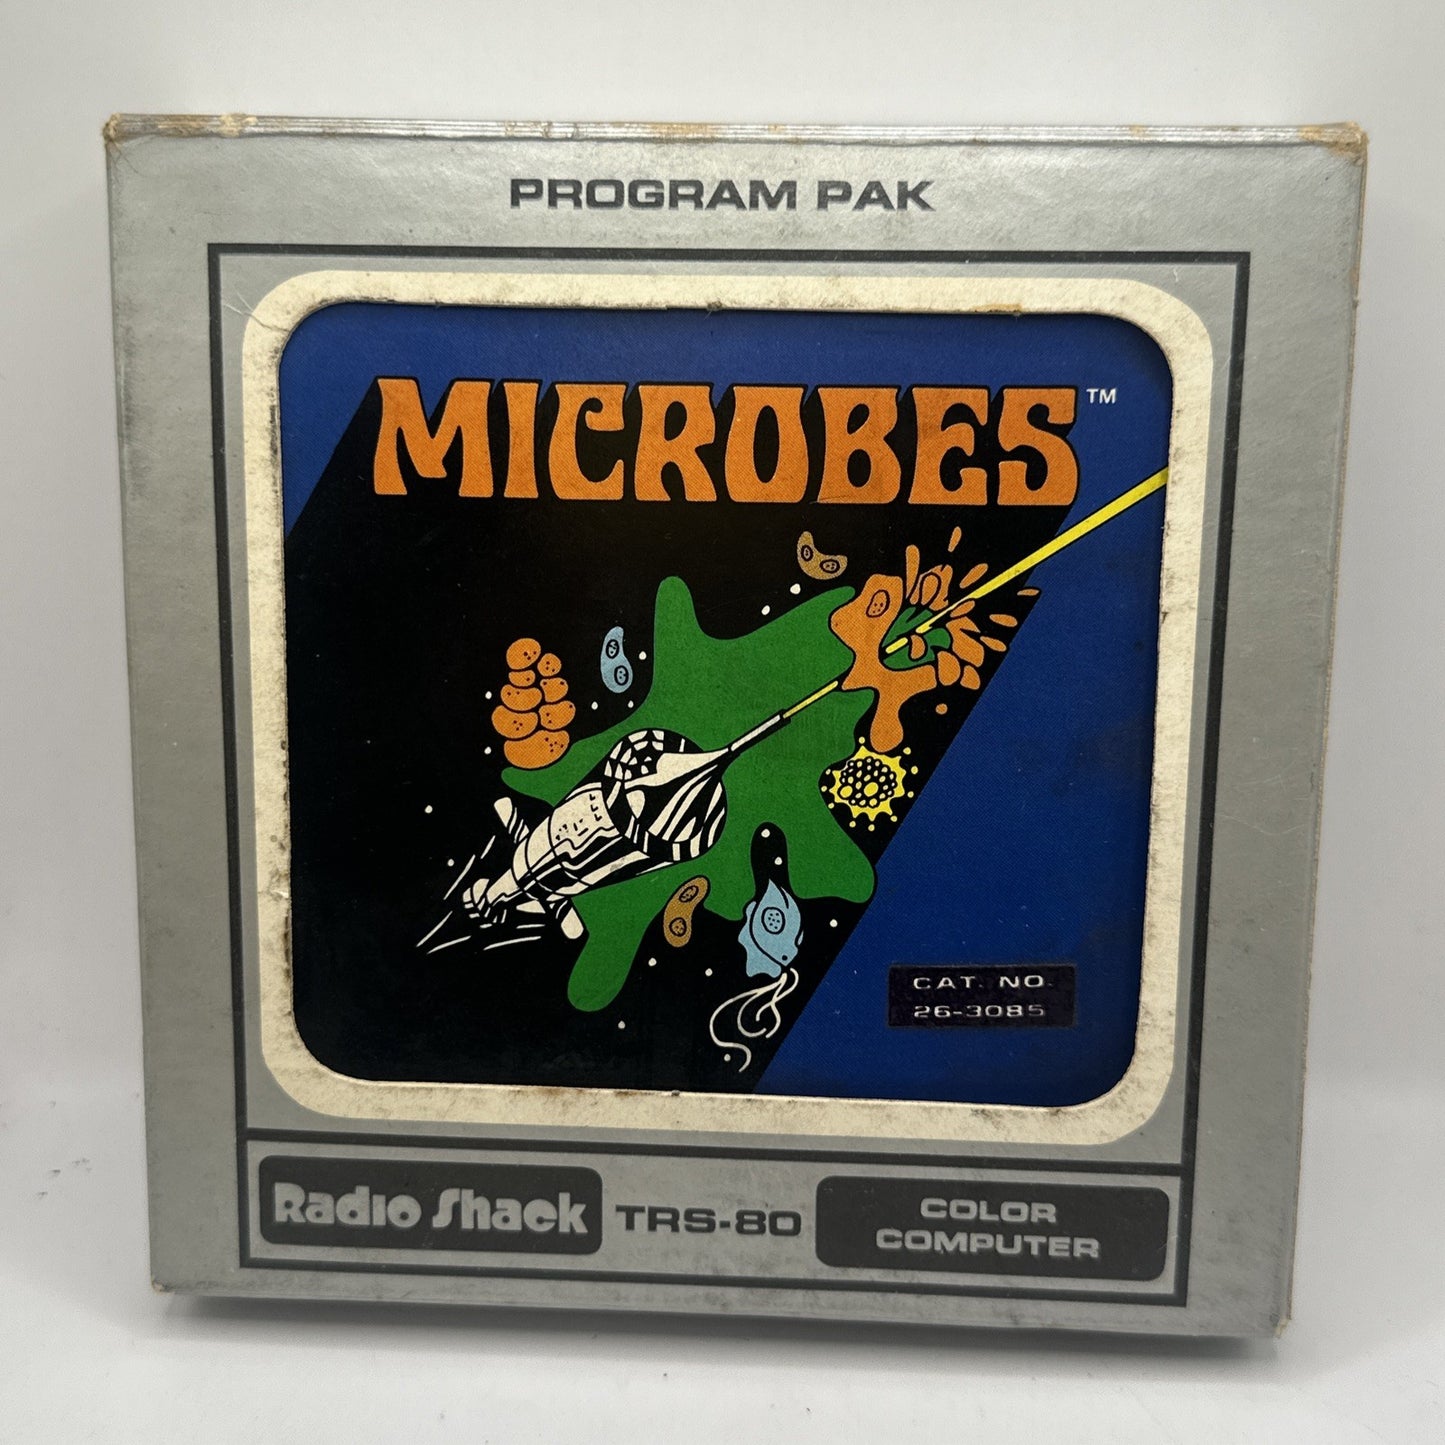 PROGRAM PAK
MICROBES™
CAT. NO.
26-3085
Radio Shack TRS-80 COLOR
COMPUTER